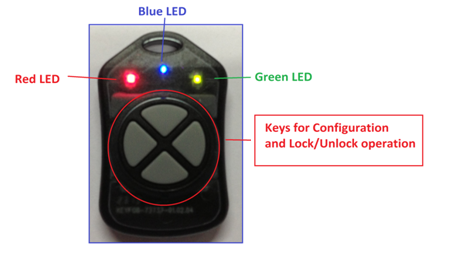 Blue LED
Red LED
Green LED
Keys for Configuration
and Lock/Unlock operation